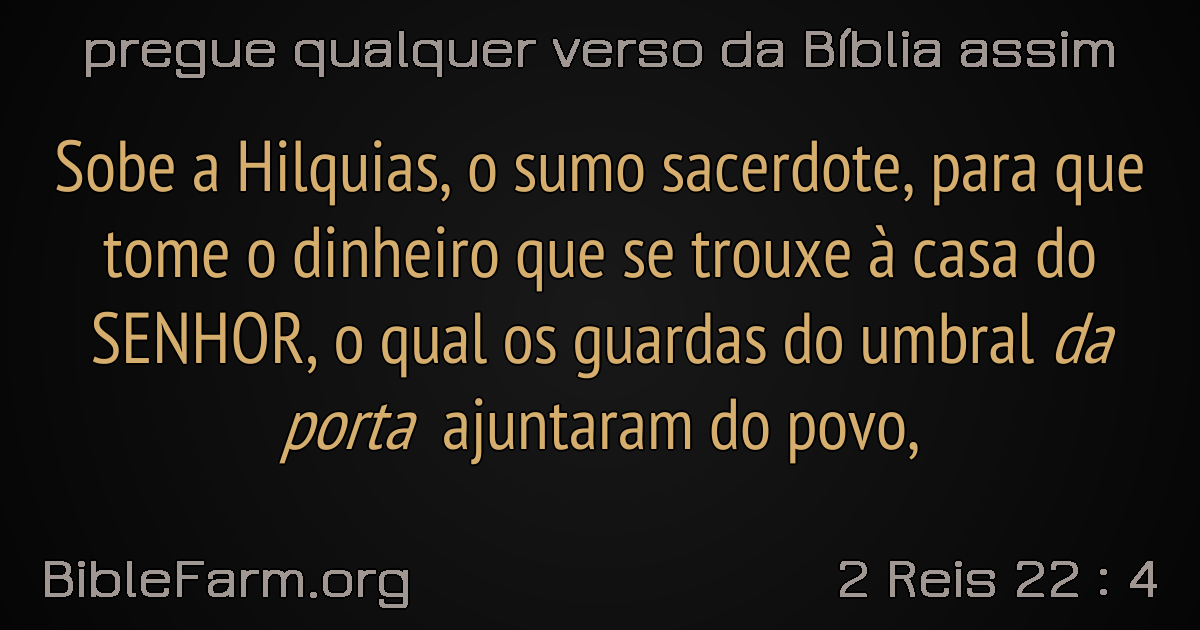 pregue qualquer verso da Bíblia assim
Sobe a Hilquias, o sumo sacerdote, para que
tome o dinheiro que se trouxe à casa do
SENHOR, o qual os guardas do umbral da
porta ajuntaram do povo,
BibleFarm.org
2 Reis 22 : 4